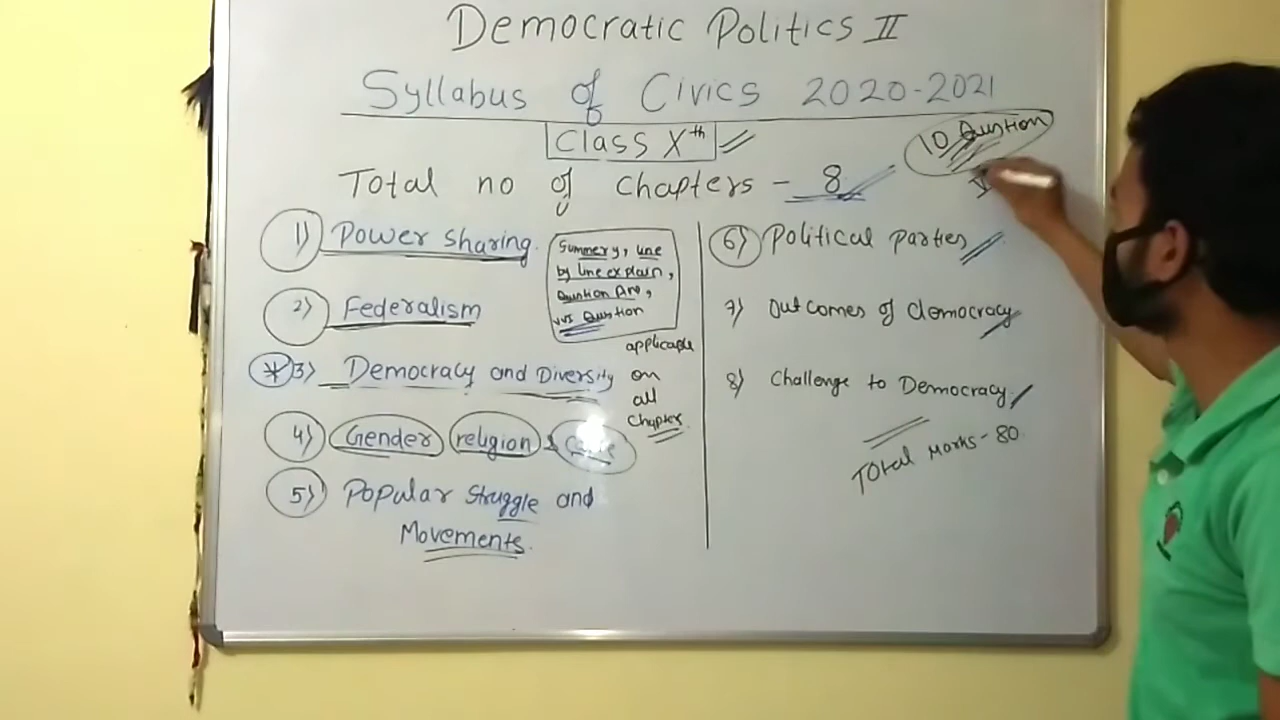 Democratic Politics II
Syllabus of Civics 2020-2021
Class Xth
10 Question
Total no of chapters - 8
1) Power sharing.
2) Federalism
3) Democracy and Diversity
4) Gender religion &
5) Popular struggle and
Movements.
Summery, line
by line explain,
Question Ans,
VVI Question
applicable
on
all
Chapter
6) Political parties
7) Outcomes of democracy
8) Challenge to Democracy
Total Marks - 80